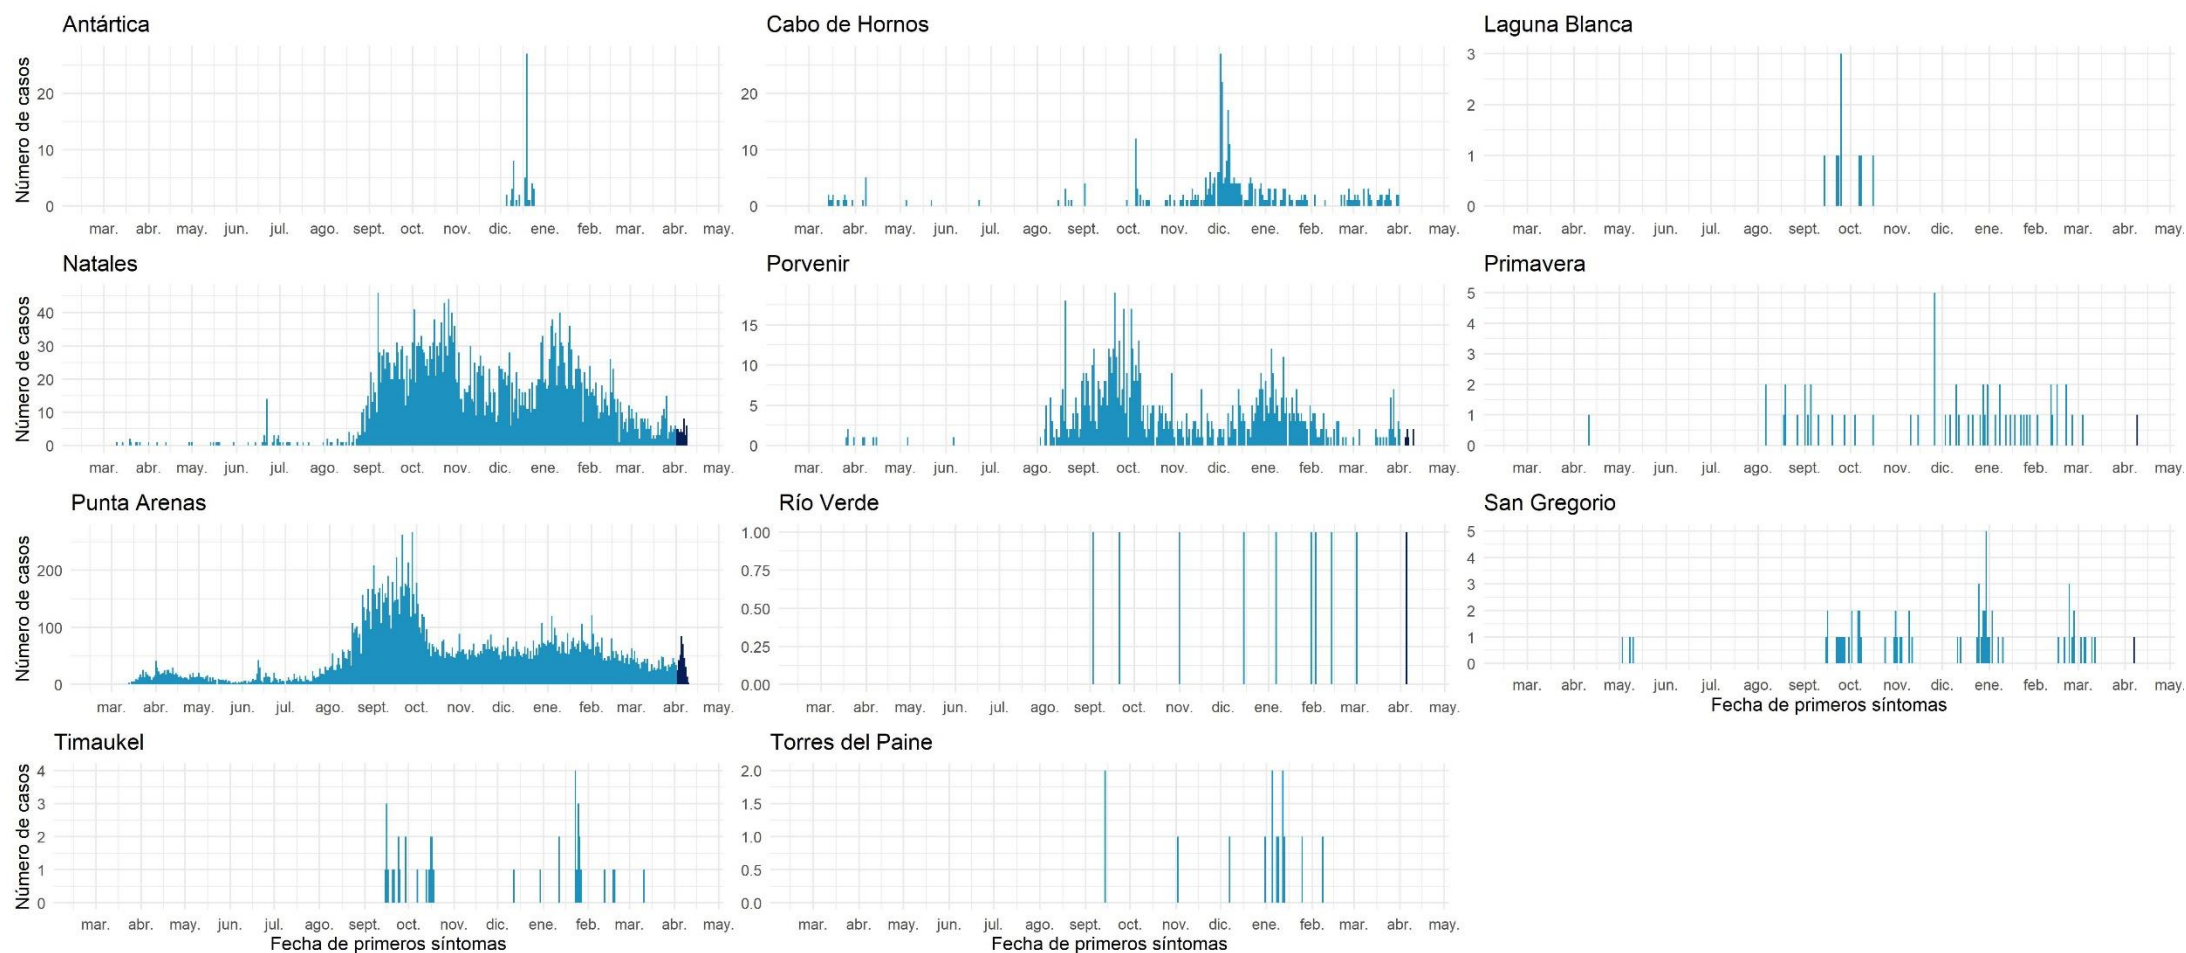 Antártica
Número de casos
20
10
0
mar. abr. may. jun. jul. ago. sept. oct. nov. dic. ene. feb. mar. abr. may.
Cabo de Hornos
20
10
0
mar. abr. may. jun. jul. ago. sept. oct. nov. dic. ene. feb. mar. abr. may.
Laguna Blanca
3
2
1
0
mar. abr. may. jun. jul. ago. sept. oct. nov. dic. ene. feb. mar. abr. may.
Natales
Número de casos
40
30
20
10
0
mar. abr. may. jun. jul. ago. sept. oct. nov. dic. ene. feb. mar. abr. may.
Porvenir
15
10
5
0
mar. abr. may. jun. jul. ago. sept. oct. nov. dic. ene. feb. mar. abr. may.
Primavera
5
4
3
2
1
0
mar. abr. may. jun. jul. ago. sept. oct. nov. dic. ene. feb. mar. abr. may.
Punta Arenas
Número de casos
200
100
0
mar. abr. may. jun. jul. ago. sept. oct. nov. dic. ene. feb. mar. abr. may.
Río Verde
1.00
0.75
0.50
0.25
0.00
mar. abr. may. jun. jul. ago. sept. oct. nov. dic. ene. feb. mar. abr. may.
San Gregorio
5
4
3
2
1
0
mar. abr. may. jun. jul. ago. sept. oct. nov. dic. ene. feb. mar. abr. may.
Fecha de primeros síntomas
Timaukel
Número de casos
4
3
2
1
0
mar. abr. may. jun. jul. ago. sept. oct. nov. dic. ene. feb. mar. abr. may.
Fecha de primeros síntomas
Torres del Paine
2.0
1.5
1.0
0.5
0.0
mar. abr. may. jun. jul. ago. sept. oct. nov. dic. ene. feb. mar. abr. may.
Fecha de primeros síntomas